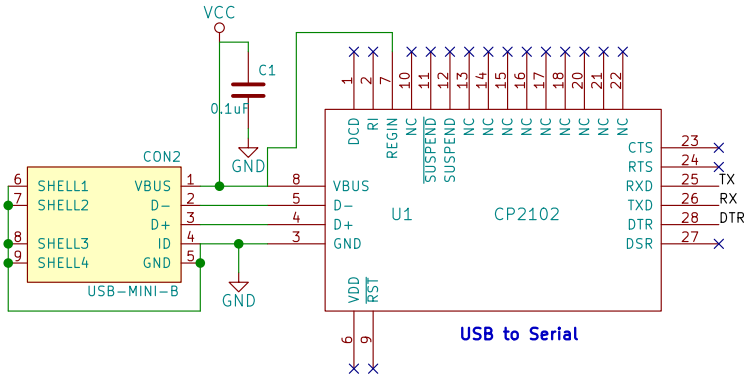 VCC
C1
0.1uF
GND
CON2
6 SHELL1 VBUS 1
7 SHELL2 D- 2
D+ 3
8 SHELL3 ID 4
9 SHELL4 GND 5
USB-MINI-B
GND
1 2 7 10 11 12 13 14 15 16 17 18 20 21 22
DCD RI REGIN NC SUSPEND SUSPEND NC NC NC NC NC NC NC NC NC
8 VBUS
5 D-
4 D+
3 GND
U1 CP2102
CTS 23
RTS 24
RXD 25 TX
TXD 26 RX
DTR 28 DTR
DSR 27
VDD RST
6 9
USB to Serial